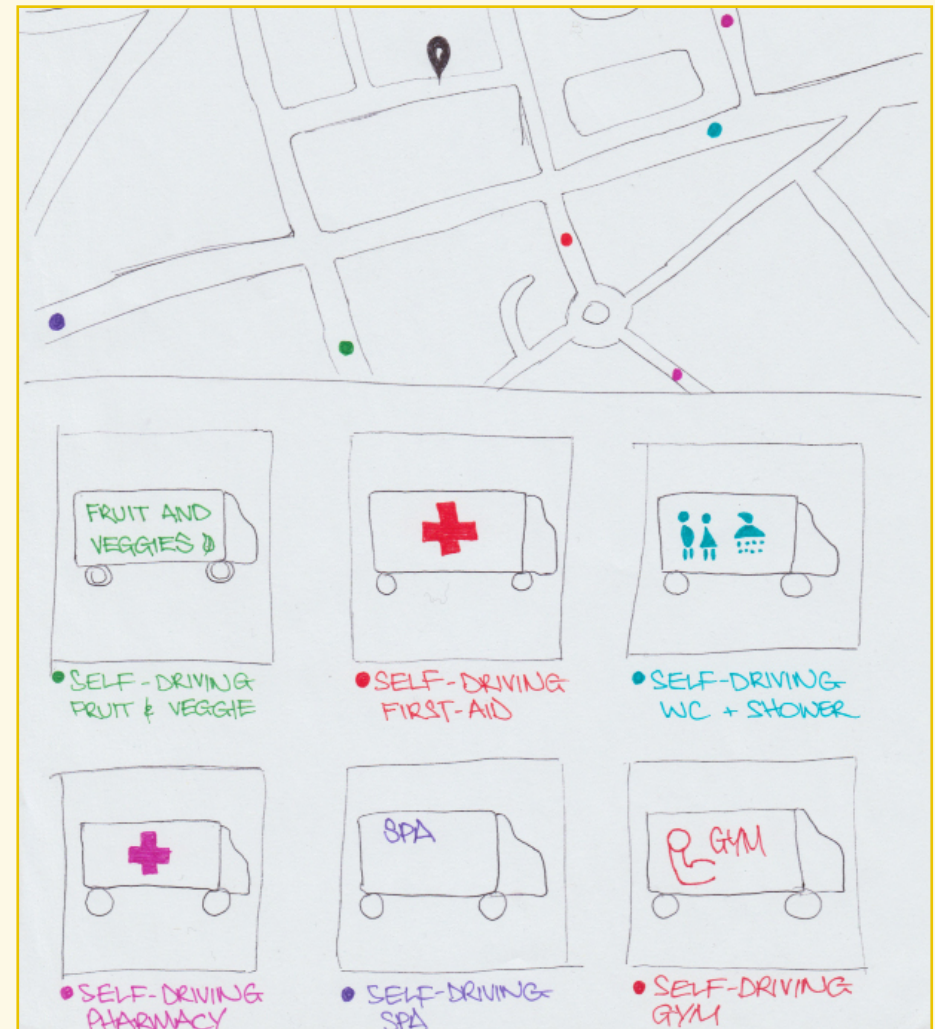 FRUIT AND
VEGGIES
SELF-DRIVING
FRUIT & VEGGIE
SELF-DRIVING
FIRST-AID
SELF-DRIVING
WC + SHOWER
SELF-DRIVING
PHARMACY
SPA
SELF-DRIVING
SPA
GYM
SELF-DRIVING
GYM